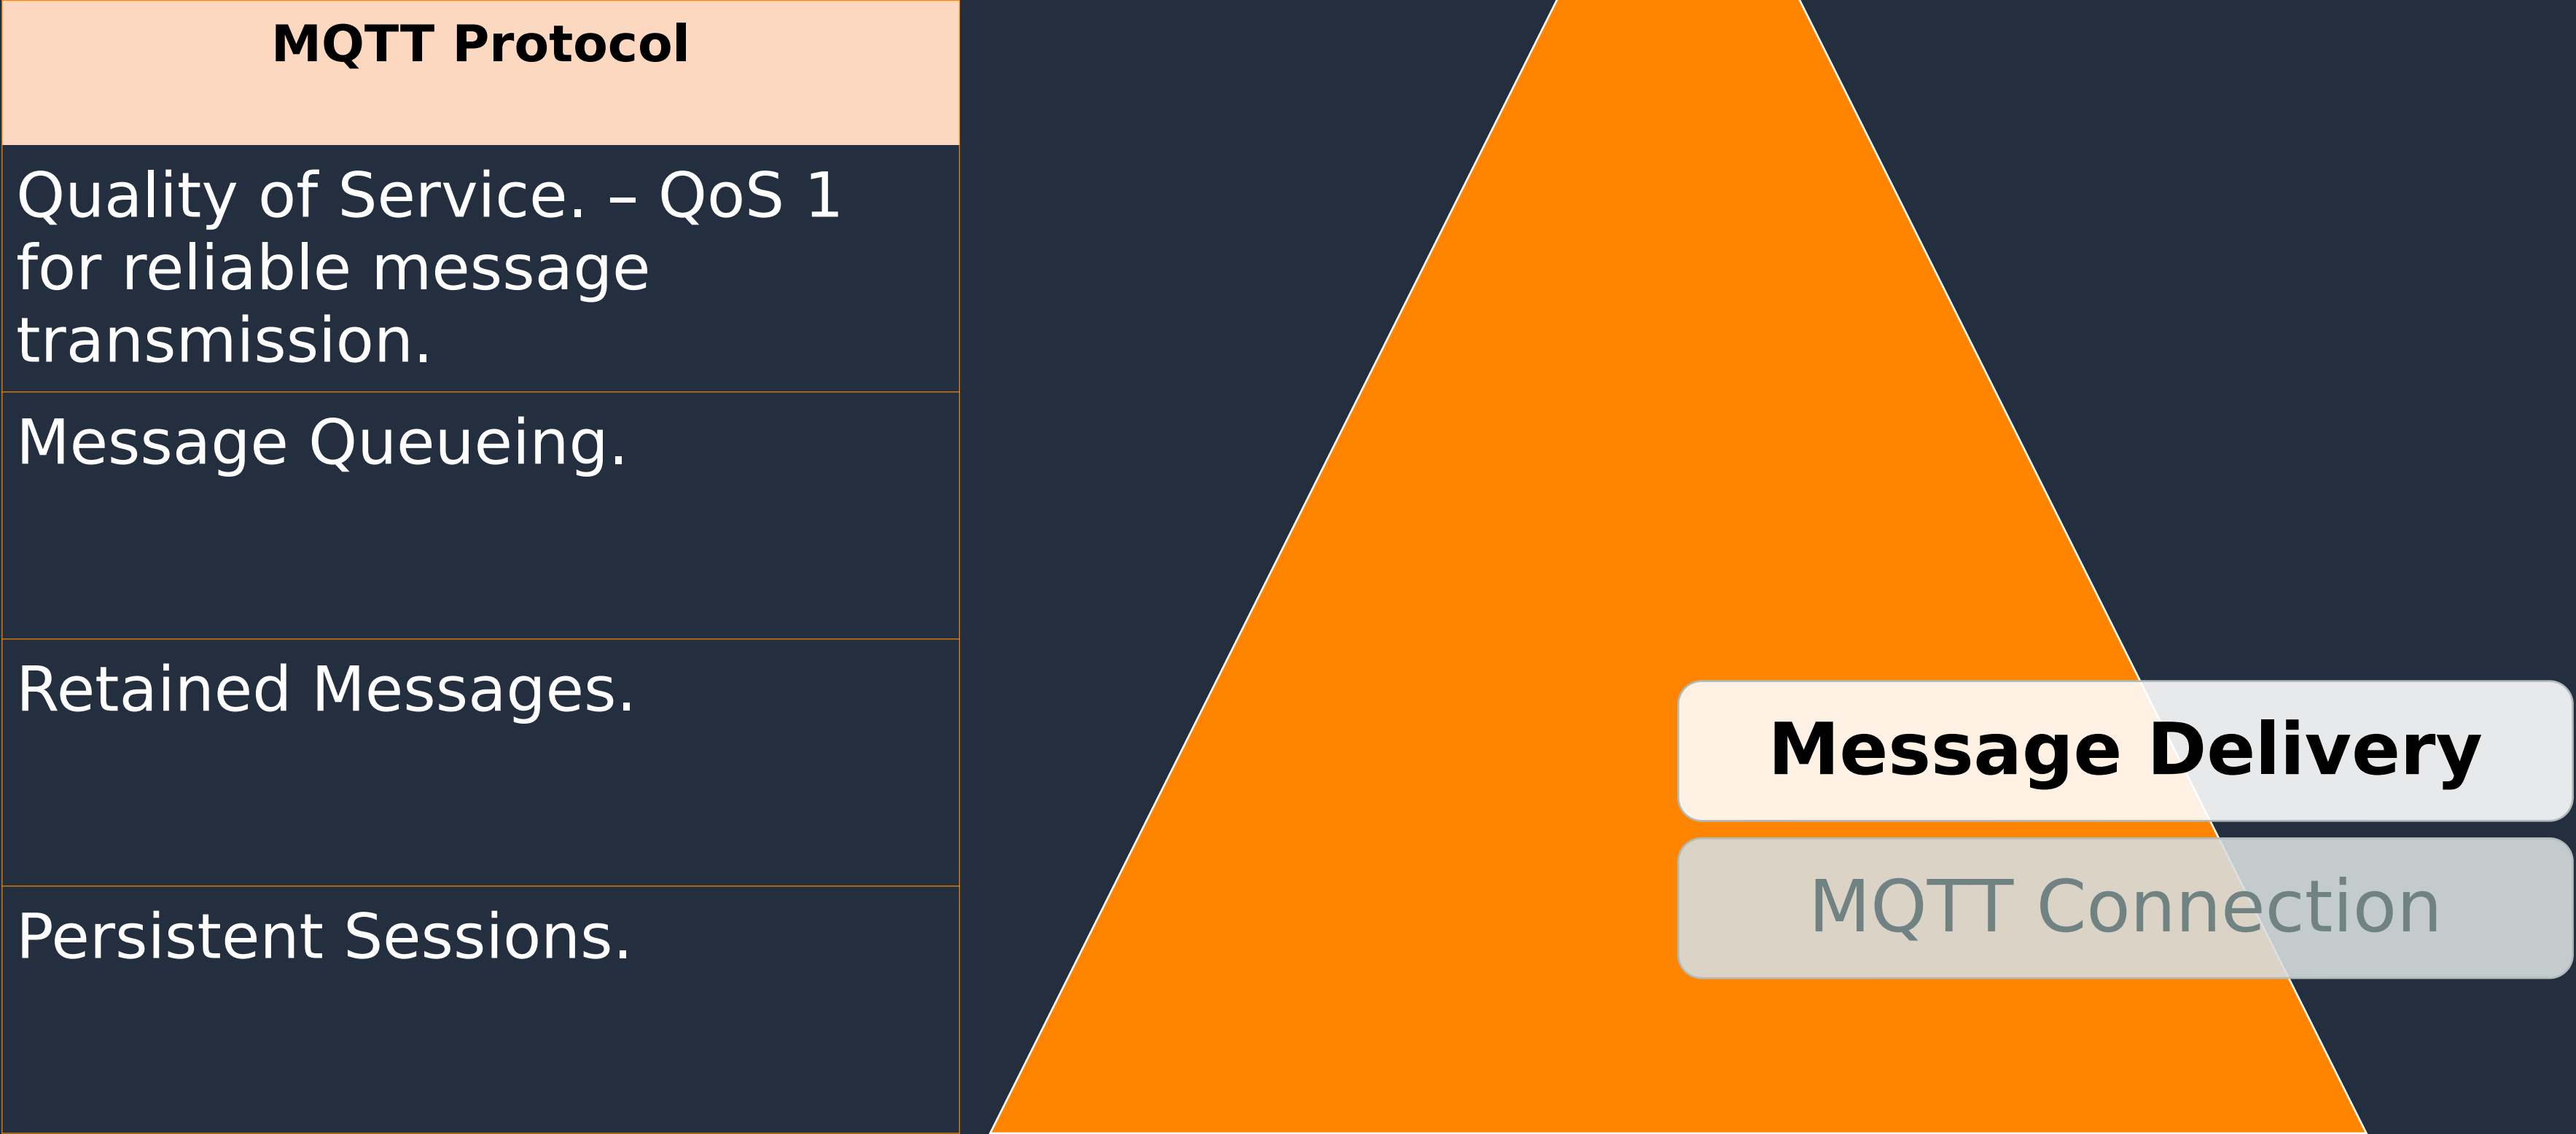 MQTT Protocol
Quality of Service. – QoS 1
for reliable message
transmission.
Message Queueing.
Retained Messages.
Persistent Sessions.
Message Delivery
MQTT Connection